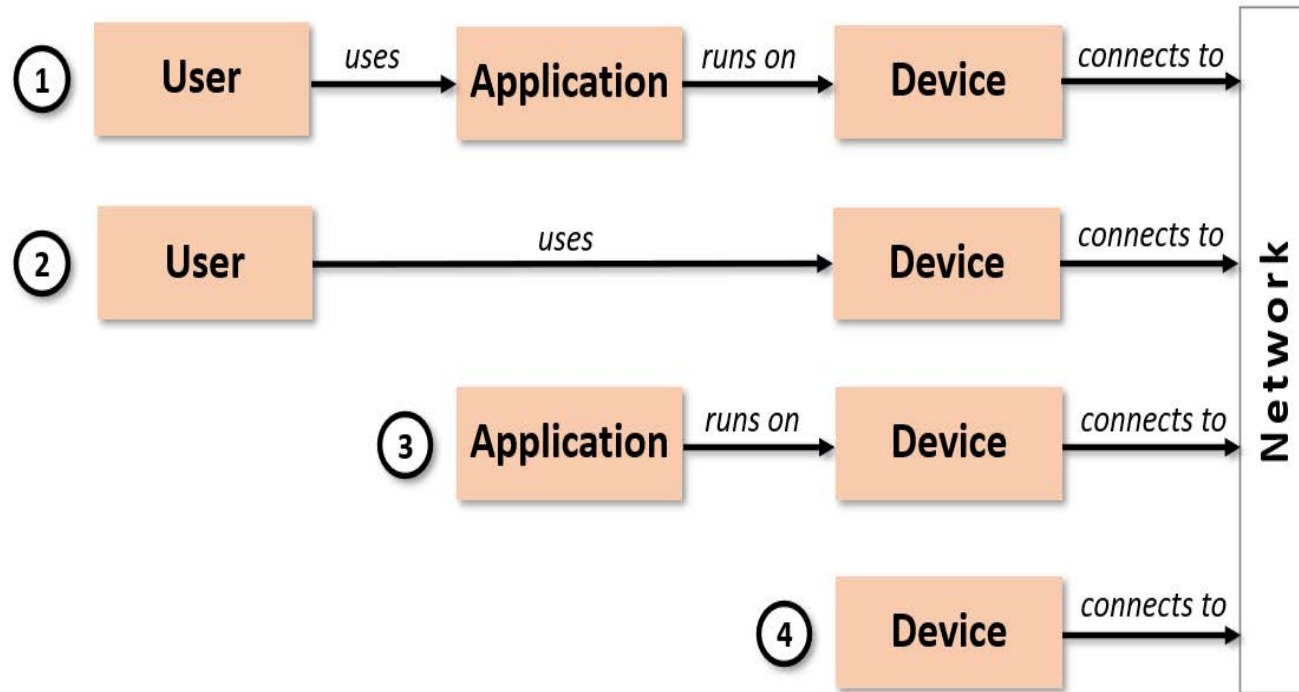 1
User
uses
Application
runs on
Device
connects to
2
User
uses
Device
connects to
3
Application
runs on
Device
connects to
4
Device
connects to
Network